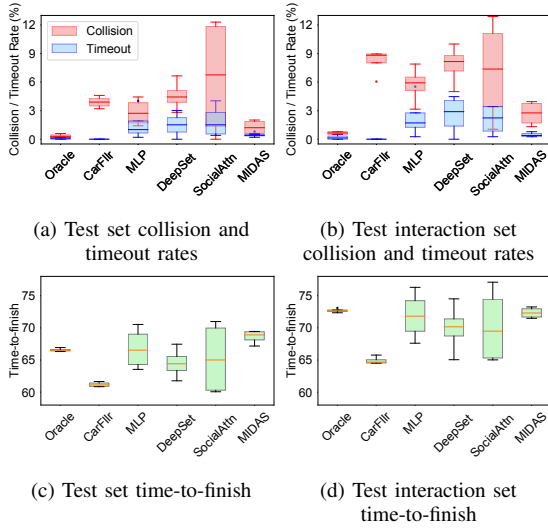 Collision / Timeout Rate (%)
12
9
6
3
0
Collision
Timeout
Oracle
CarFllr
MLP
DeepSet
SocialAttn
MIDAS
12
9
6
3
0
Oracle
CarFllr
MLP
DeepSet
SocialAttn
MIDAS
(a) Test set collision and
timeout rates
(b) Test interaction set
collision and timeout rates
Time-to-finish
75
70
65
60
Oracle
CarFllr
MLP
DeepSet
SocialAttn
MIDAS
Time-to-finish
75
70
65
60
Oracle
CarFllr
MLP
DeepSet
SocialAttn
MIDAS
(c) Test set time-to-finish
(d) Test interaction set
time-to-finish